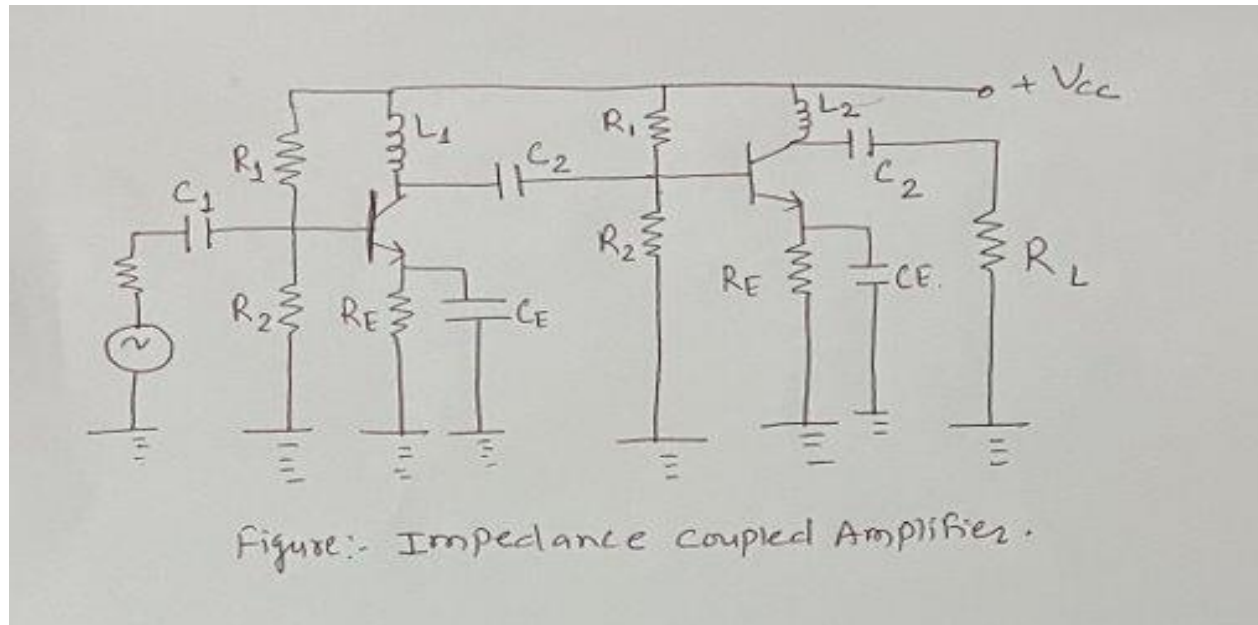 + Vcc
L1
R1
L2
R1
C2
C2
C1
R2
RL
RE
CE.
R2
RE
CE
~
Figure:- Impedance coupled Amplifier.